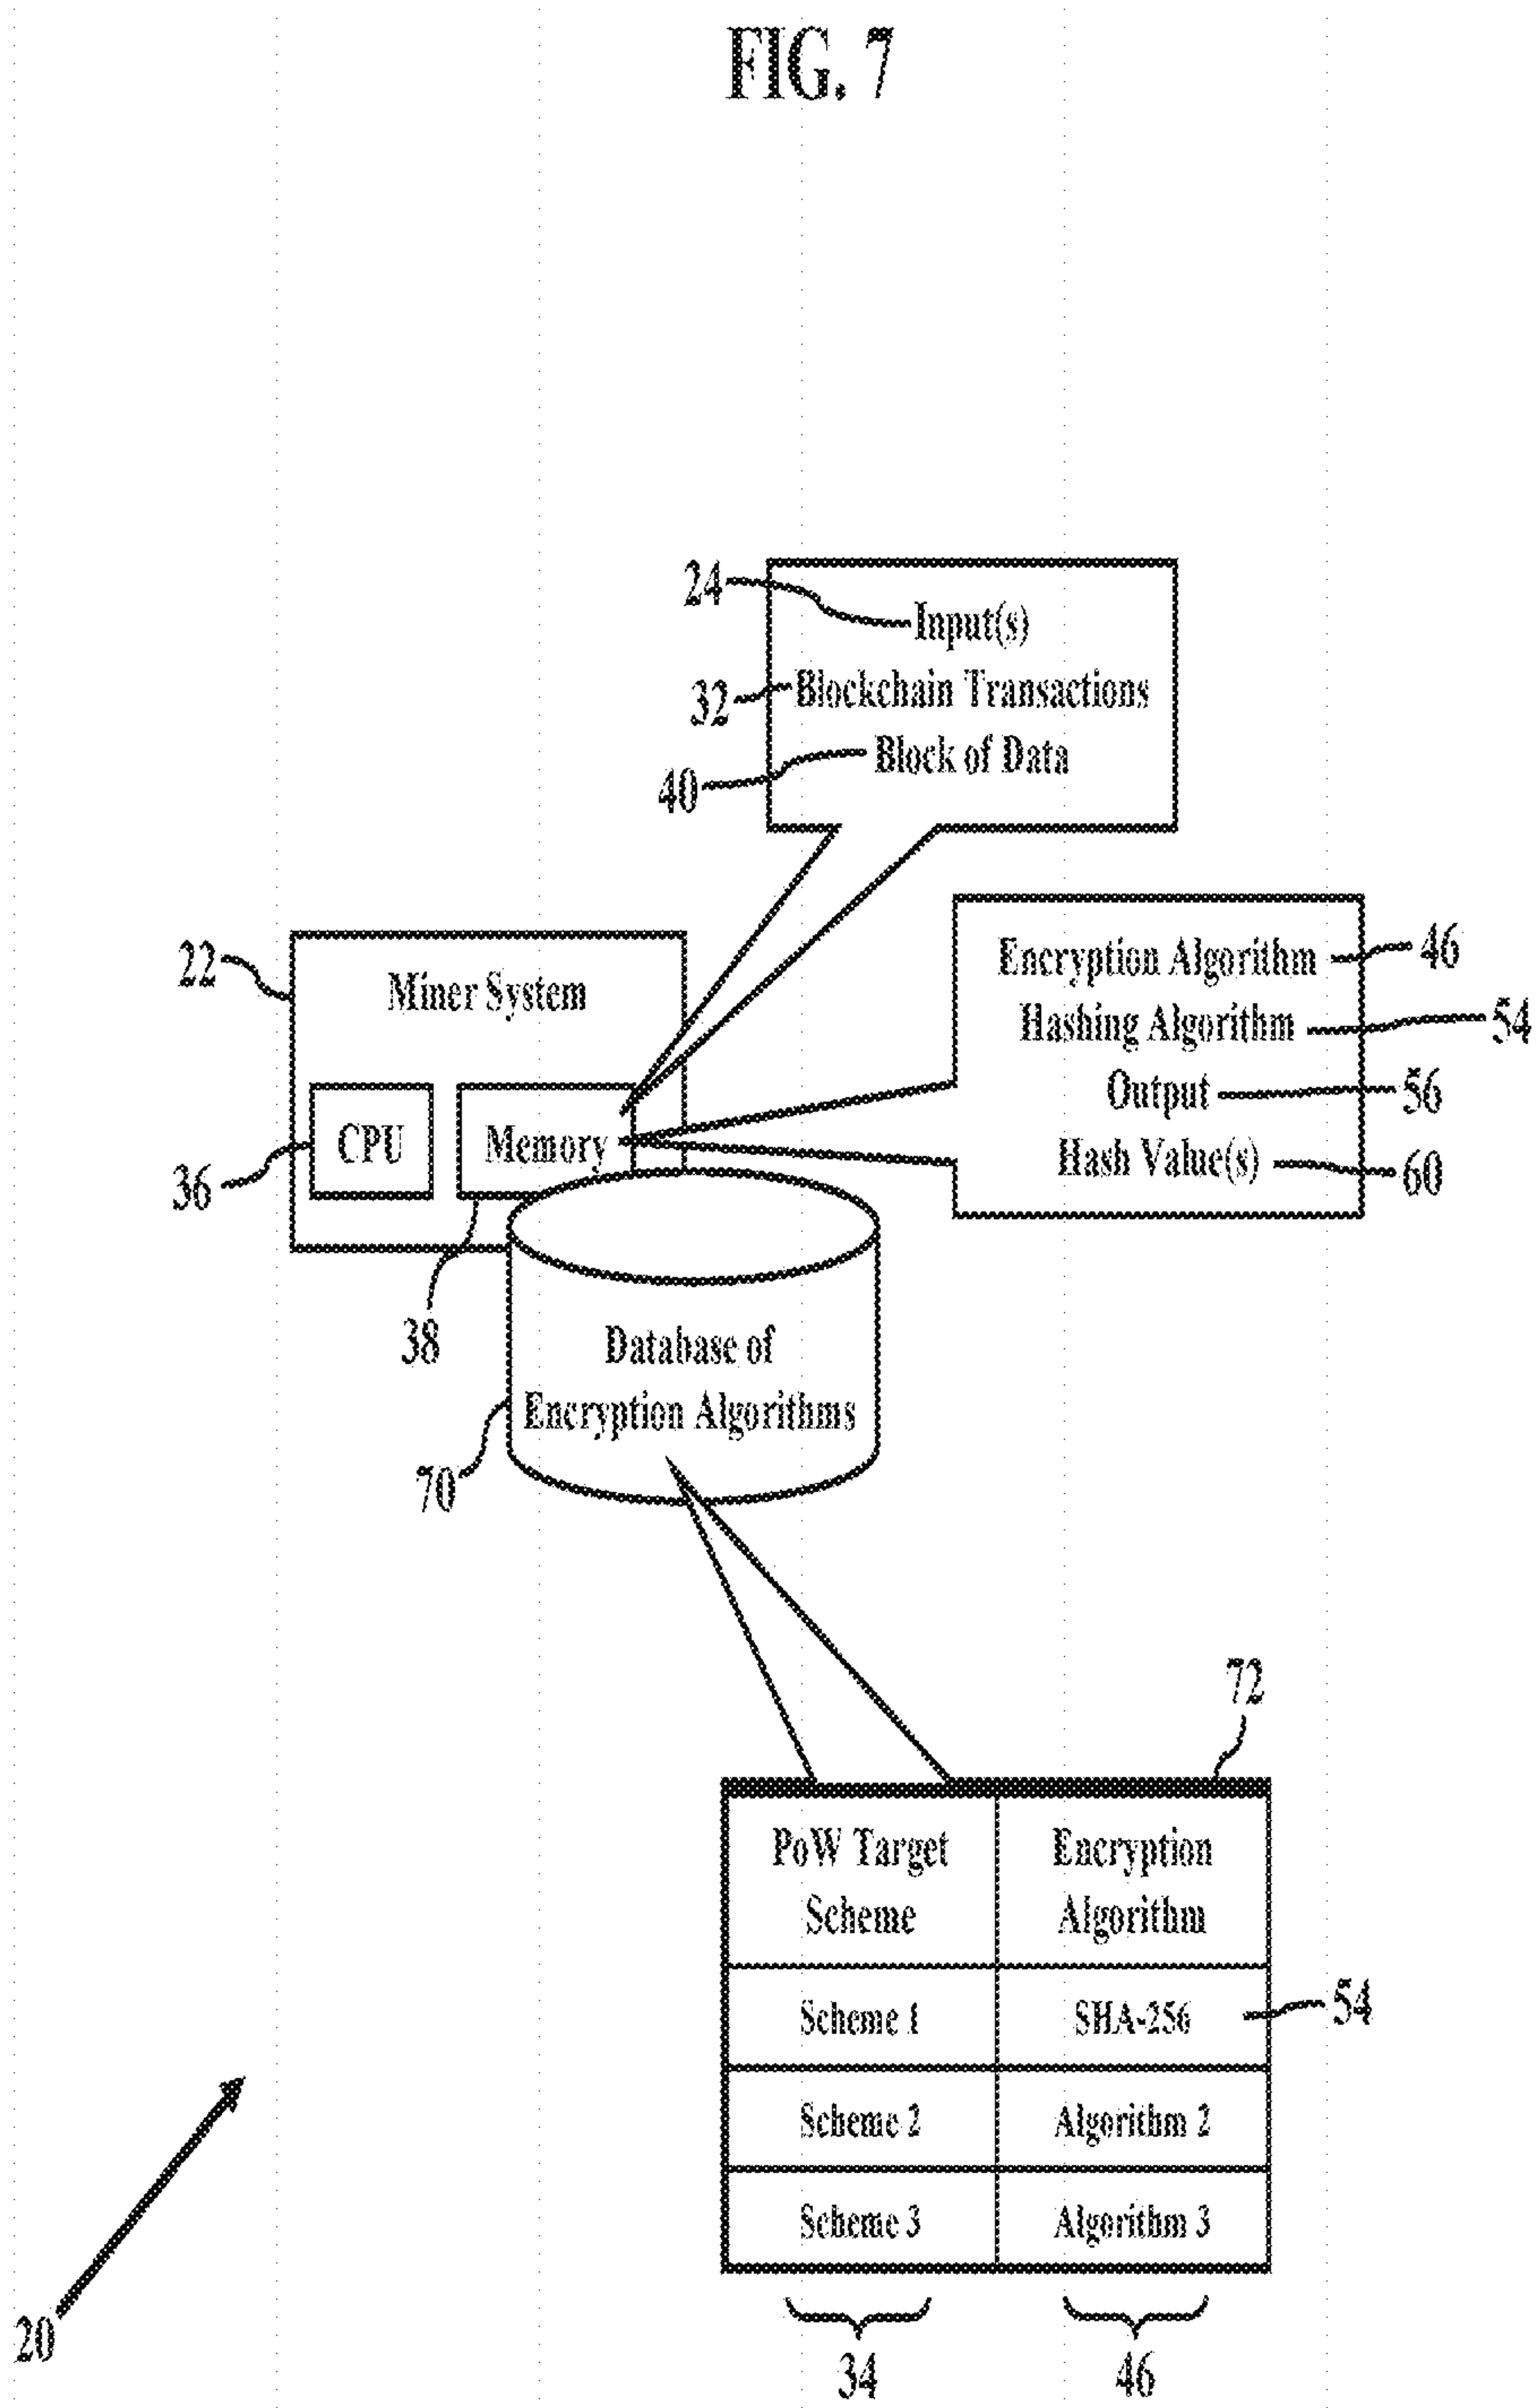 FIG. 7
24
Input(s)
32
Blockchain Transactions
40
Block of Data
22
Miner System
Encryption Algorithm
46
Hashing Algorithm
54
Output
56
Hash Value(s)
60
36
CPU
Memory
38
Database of
Encryption Algorithms
70
72
PoW Target
Scheme
Encryption
Algorithm
Scheme 1
SHA-256
54
Scheme 2
Algorithm 2
Scheme 3
Algorithm 3
20
34
46